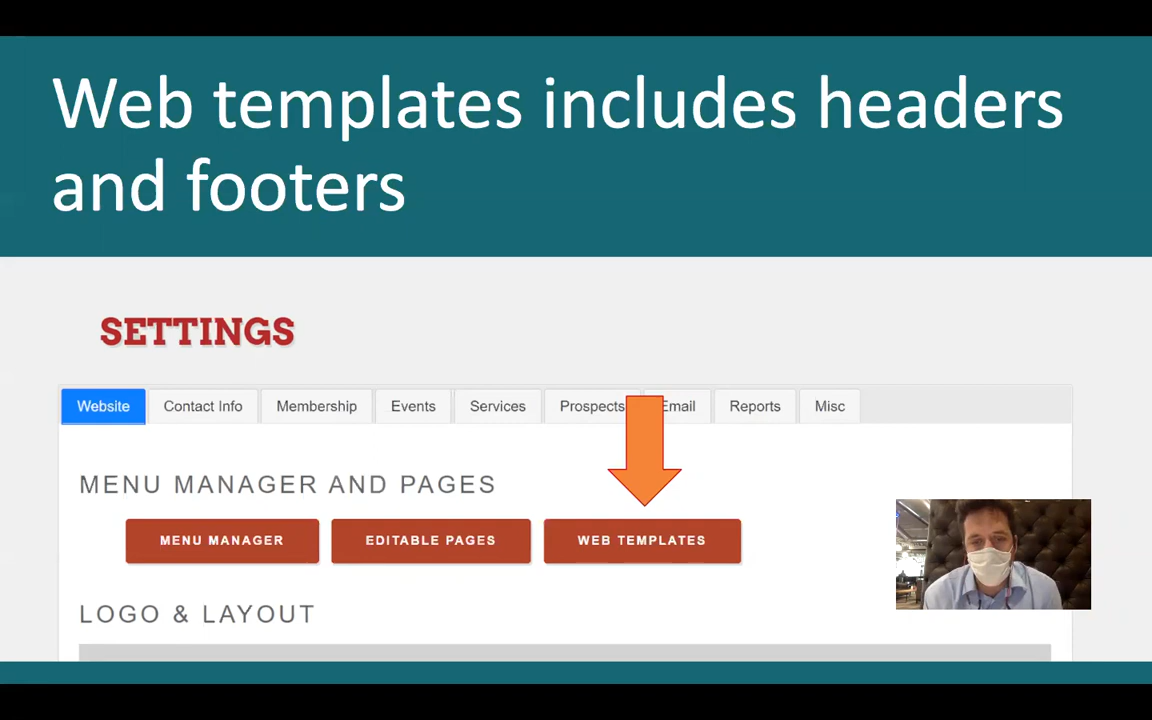 Web templates includes headers
and footers
SETTINGS
Website Contact Info Membership Events Services Prospects Email Reports Misc
MENU MANAGER AND PAGES
MENU MANAGER EDITABLE PAGES WEB TEMPLATES
LOGO & LAYOUT